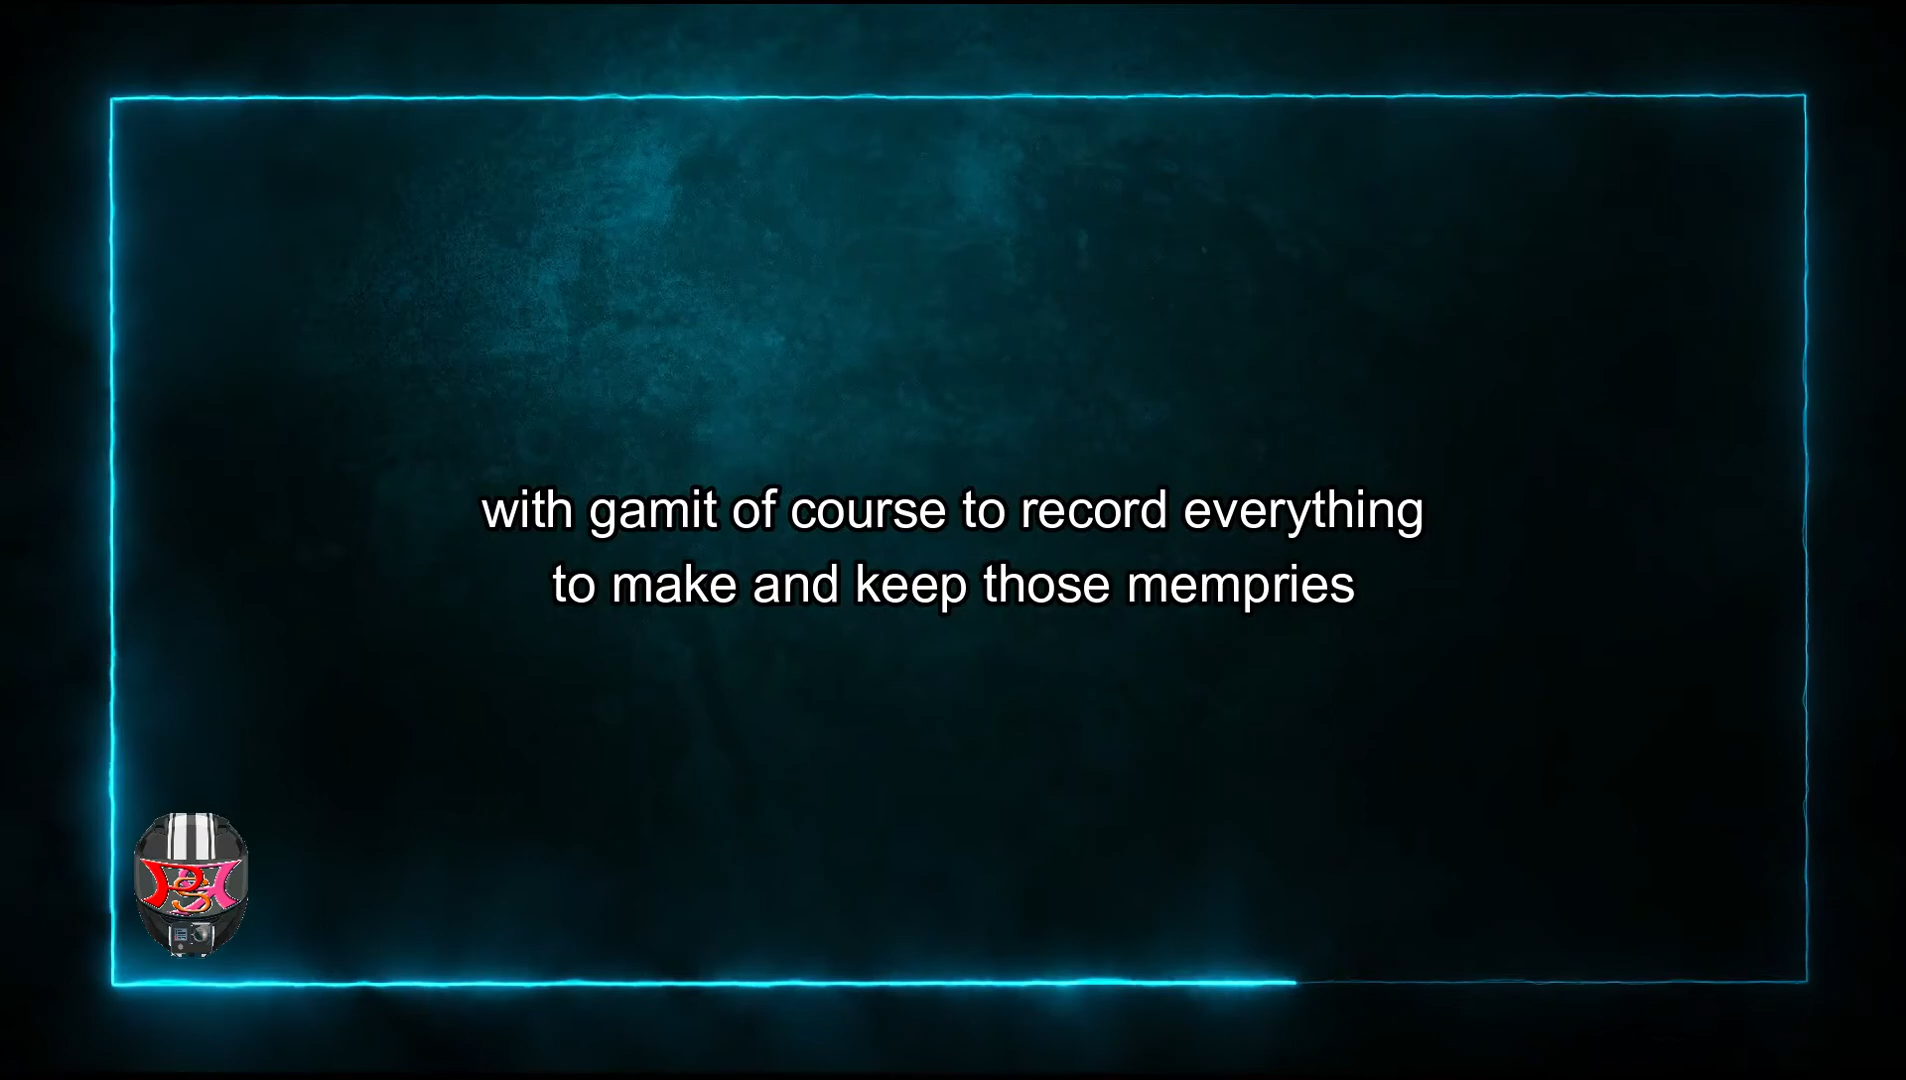 with gamit of course to record everything
to make and keep those mempries